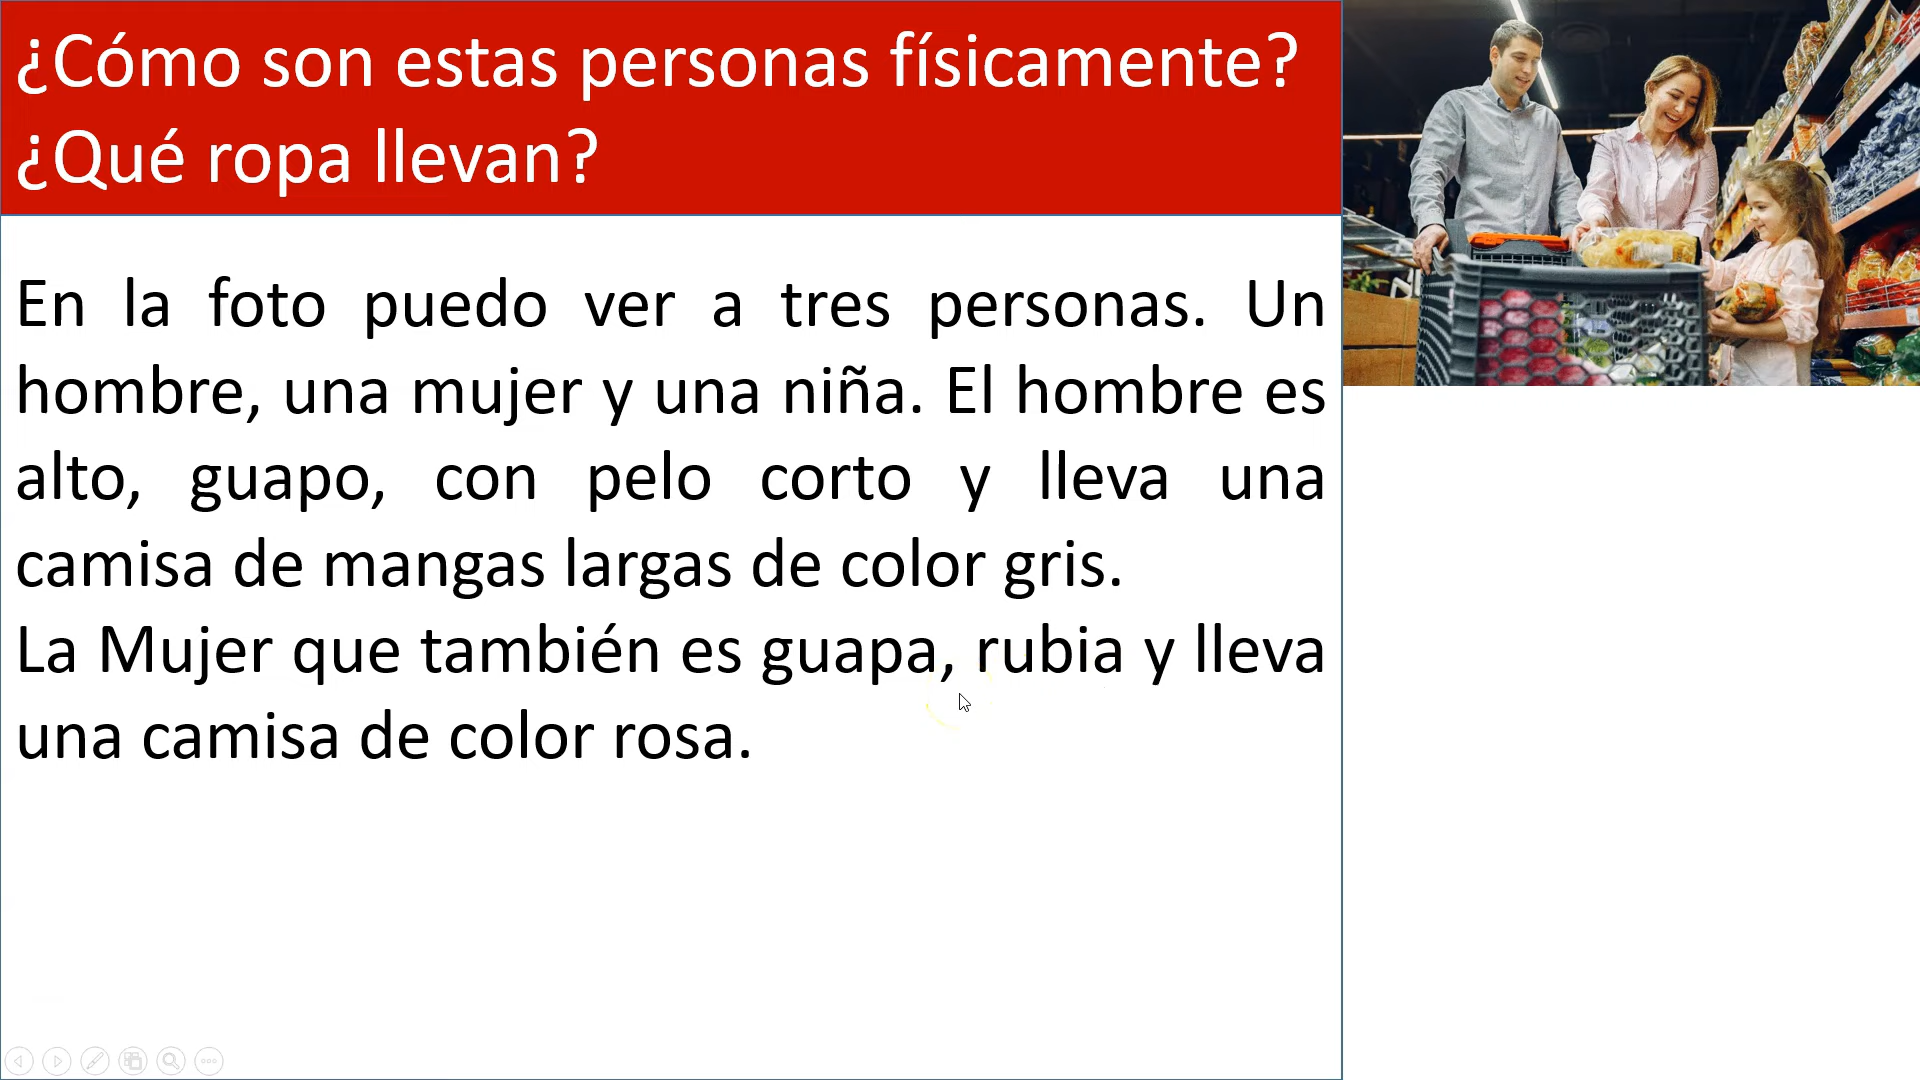 ¿Cómo son estas personas físicamente?
¿Qué ropa llevan?
En la foto puedo ver a tres personas. Un
hombre, una mujer y una niña. El hombre es
alto, guapo, con pelo corto y lleva una
camisa de mangas largas de color gris.
La Mujer que también es guapa, rubia y lleva
una camisa de color rosa.